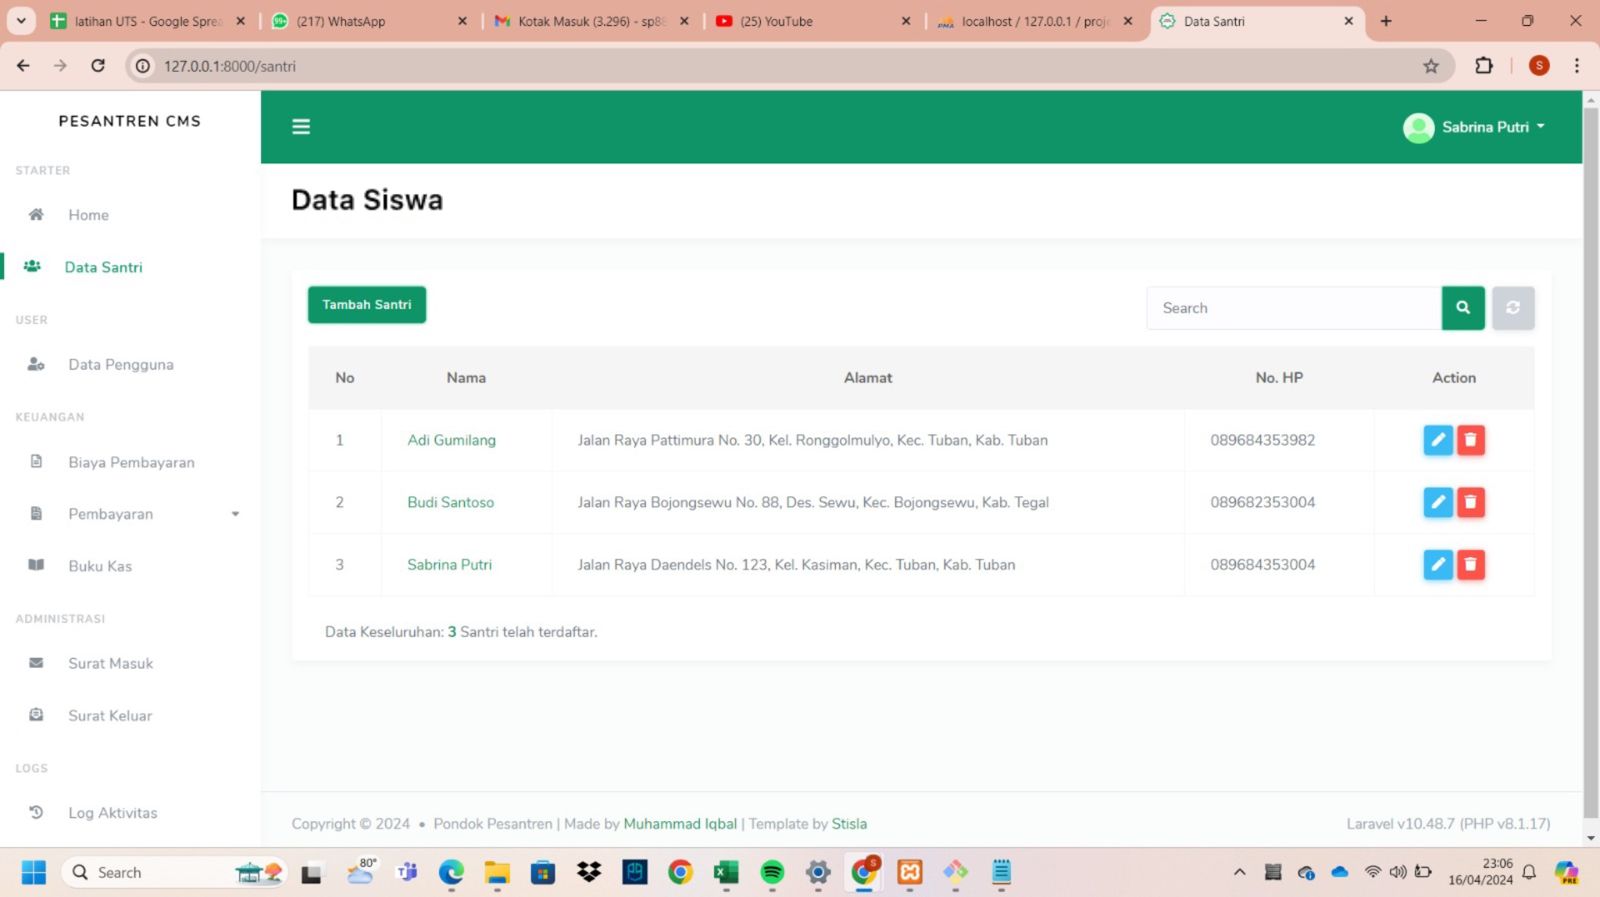 latihan UTS - Google Sprea
(217) WhatsApp
Kotak Masuk (3.296) - sp88
(25) YouTube
localhost / 127.0.0.1 / proje
Data Santri
127.0.0.1:8000/santri
S
PESANTREN CMS
Sabrina Putri
STARTER
Home
Data Santri
USER
Data Pengguna
KEUANGAN
Biaya Pembayaran
Pembayaran
Buku Kas
ADMINISTRASI
Surat Masuk
Surat Keluar
LOGS
Log Aktivitas
Data Siswa
Tambah Santri
Search
No Nama Alamat No. HP Action
1 Adi Gumilang Jalan Raya Pattimura No. 30, Kel. Ronggolmulyo, Kec. Tuban, Kab. Tuban 089684353982
2 Budi Santoso Jalan Raya Bojongsewu No. 88, Des. Sewu, Kec. Bojongsewu, Kab. Tegal 089682353004
3 Sabrina Putri Jalan Raya Daendels No. 123, Kel. Kasiman, Kec. Tuban, Kab. Tuban 089684353004
Data Keseluruhan: 3 Santri telah terdaftar.
Copyright © 2024 • Pondok Pesantren | Made by Muhammad Iqbal | Template by Stisla
Laravel v10.48.7 (PHP v8.1.17)
Search
80°
S
23:06
16/04/2024
PRE